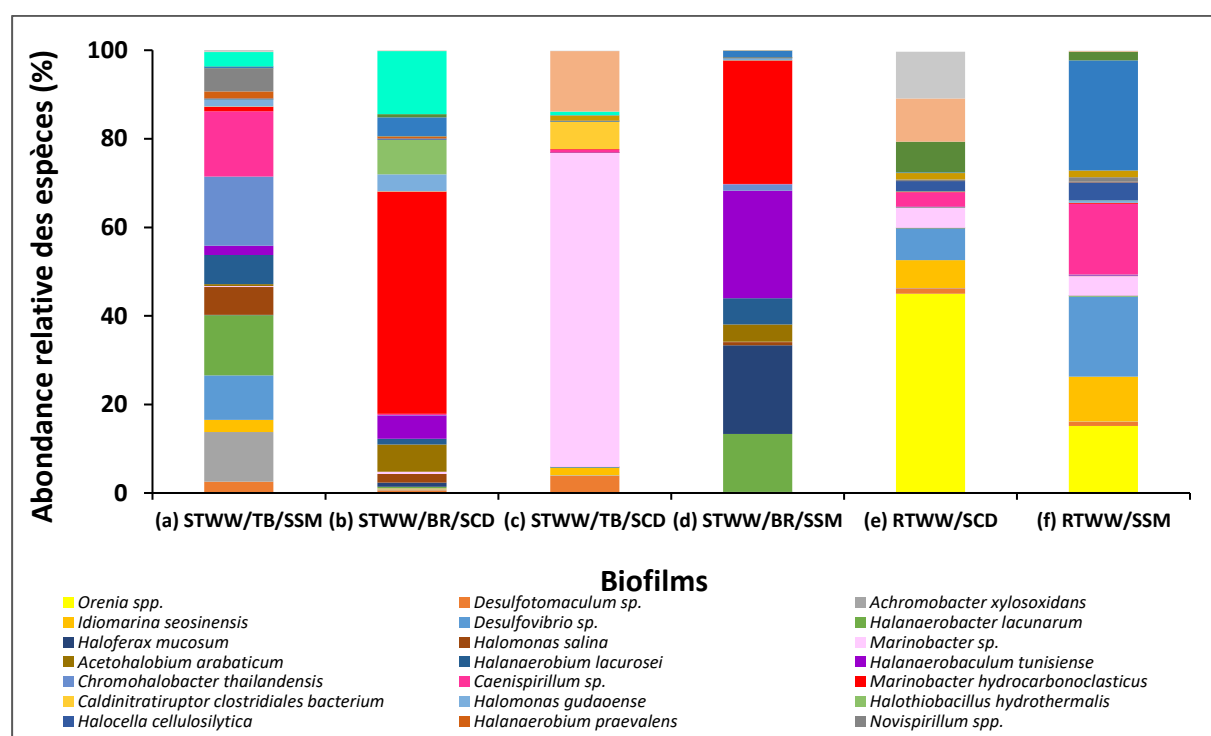 Abondance relative des espèces (%)
100
80
60
40
20
0
(a) STWW/TB/SSM (b) STWW/BR/SCD (c) STWW/TB/SCD (d) STWW/BR/SSM (e) RTWW/SCD (f) RTWW/SSM
Biofilms
Orenia spp. Desulfotomaculum sp. Achromobacter xylosoxidans
Idiomarina seosinensis Desulfovibrio sp. Halanaerobacter lacunarum
Haloferax mucosum Halomonas salina Marinobacter sp.
Acetohalobium arabaticum Halanaerobium lacurosei Halanaerobaculum tunisiense
Chromohalobacter thailandensis Caenispirillum sp. Marinobacter hydrocarbonoclasticus
Caldinitratiruptor clostridiales bacterium Halomonas gudaoense Halothiobacillus hydrothermalis
Halocella cellulosilytica Halanaerobium praevalens Novispirillum spp.